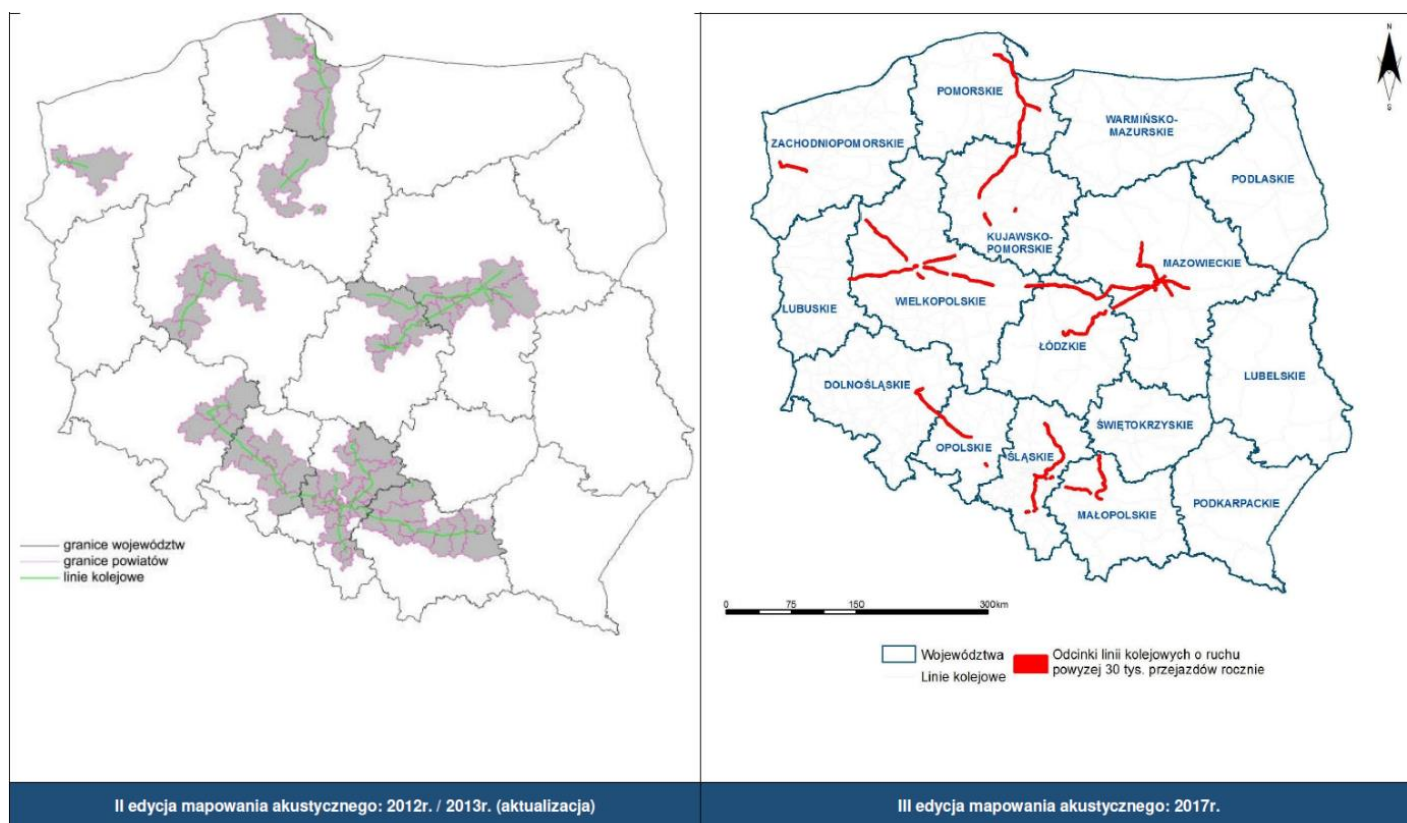 granice województw
granice powiatów
linie kolejowe
II edycja mapowania akustycznego: 2012r. / 2013r. (aktualizacja)
N
S
POMORSKIE
WARMIŃSKO-
MAZURSKIE
ZACHODNIOPOMORSKIE
PODLASKIE
KUJAWSKO-
POMORSKIE
MAZOWIECKIE
LUBUSKIE
WIELKOPOLSKIE
ŁÓDZKIE
LUBELSKIE
DOLNOŚLĄSKIE
ŚWIĘTOKRZYSKIE
OPOLSKIE
ŚLĄSKIE
PODKARPACKIE
MAŁOPOLSKIE
0 75 150 300km
Województwa
Linie kolejowe
Odcinki linii kolejowych o ruchu
powyzej 30 tys. przejazdów rocznie
III edycja mapowania akustycznego: 2017r.